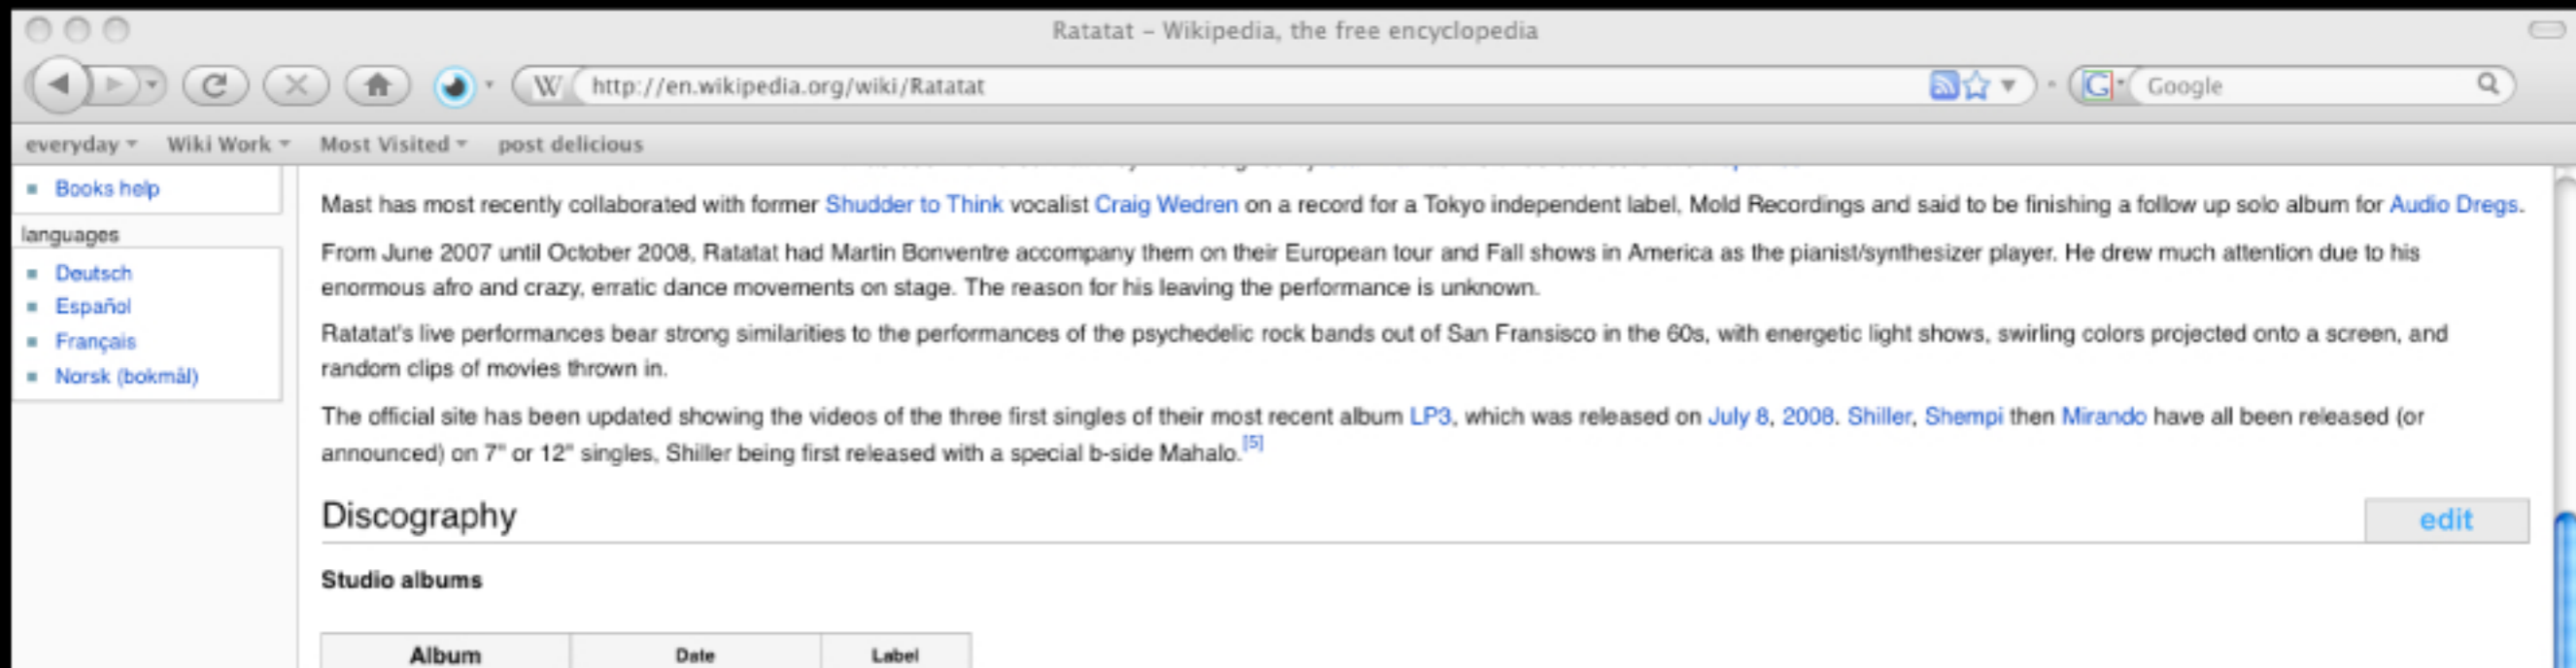 Ratatat – Wikipedia, the free encyclopedia
W http://en.wikipedia.org/wiki/Ratatat G Google
everyday Wiki Work Most Visited post delicious
Books help
languages
Deutsch
Español
Français
Norsk (bokmål)
Mast has most recently collaborated with former Shudder to Think vocalist Craig Wedren on a record for a Tokyo independent label, Mold Recordings and said to be finishing a follow up solo album for Audio Dregs.
From June 2007 until October 2008, Ratatat had Martin Bonventre accompany them on their European tour and Fall shows in America as the pianist/synthesizer player. He drew much attention due to his
enormous afro and crazy, erratic dance movements on stage. The reason for his leaving the performance is unknown.
Ratatat's live performances bear strong similarities to the performances of the psychedelic rock bands out of San Fransisco in the 60s, with energetic light shows, swirling colors projected onto a screen, and
random clips of movies thrown in.
The official site has been updated showing the videos of the three first singles of their most recent album LP3, which was released on July 8, 2008. Shiller, Shempi then Mirando have all been released (or
announced) on 7" or 12" singles, Shiller being first released with a special b-side Mahalo.[5]
Discography edit
Studio albums
Album Date Label